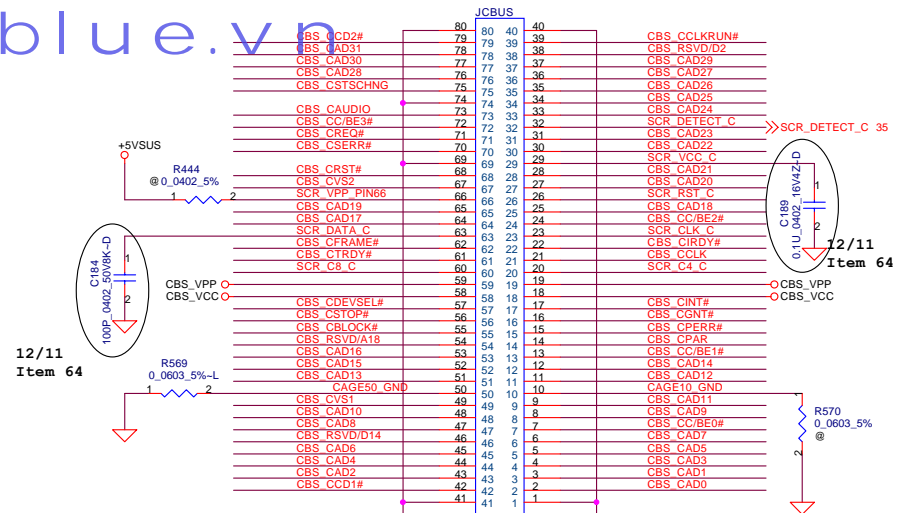 blue.vn
JCBUS
80 80 40 40
CBS_CCD2# 79 79 39 39 CBS_CCLKRUN#
CBS_CAD31 78 78 38 38 CBS_RSVD/D2
CBS_CAD30 77 77 37 37 CBS_CAD29
CBS_CAD28 76 76 36 36 CBS_CAD27
CBS_CSTSCHNG 75 75 35 35 CBS_CAD26
74 74 34 34 CBS_CAD25
CBS_CAUDIO 73 73 33 33 CBS_CAD24
CBS_CC/BE3# 72 72 32 32 SCR_DETECT_C SCR_DETECT_C 35
CBS_CREQ# 71 71 31 31 CBS_CAD23
CBS_CSERR# 70 70 30 30 CBS_CAD22
69 69 29 29 SCR_VCC_C
CBS_CRST# 68 68 28 28 CBS_CAD21
CBS_CVS2 67 67 27 27 CBS_CAD20
SCR_VPP_PIN66 66 66 26 26 SCR_RST_C
CBS_CAD19 65 65 25 25 CBS_CAD18
CBS_CAD17 64 64 24 24 CBS_CC/BE2#
SCR_DATA_C 63 63 23 23 SCR_CLK_C
CBS_CFRAME# 62 62 22 22 CBS_CIRDY#
CBS_CTRDY# 61 61 21 21 CBS_CCLK
SCR_C8_C 60 60 20 20 SCR_C4_C
CBS_VPP 59 59 19 19 CBS_VPP
CBS_VCC 58 58 18 18 CBS_VCC
CBS_CDEVSEL# 57 57 17 17 CBS_CINT#
CBS_CSTOP# 56 56 16 16 CBS_CGNT#
CBS_CBLOCK# 55 55 15 15 CBS_CPERR#
CBS_RSVD/A18 54 54 14 14 CBS_CPAR
CBS_CAD16 53 53 13 13 CBS_CC/BE1#
CBS_CAD15 52 52 12 12 CBS_CAD14
CBS_CAD13 51 51 11 11 CBS_CAD12
CAGE50_GND 50 50 10 10 CAGE10_GND
CBS_CVS1 49 49 9 9 CBS_CAD11
CBS_CAD10 48 48 8 8 CBS_CAD9
CBS_CAD8 47 47 7 7 CBS_CC/BE0#
CBS_RSVD/D14 46 46 6 6 CBS_CAD7
CBS_CAD6 45 45 5 5 CBS_CAD5
CBS_CAD4 44 44 4 4 CBS_CAD3
CBS_CAD2 43 43 3 3 CBS_CAD1
CBS_CCD1# 42 42 2 2 CBS_CAD0
41 41 1 1
+5VSUS
R444
@ 0_0402_5%
1 2
C184
100P_0402_50V8K~D
1
2
12/11
Item 64
R569
0_0603_5%~L
1 2
C189
0.1U_0402_16V4Z~D
1
2
12/11
Item 64
1
R570
0_0603_5%
@
2